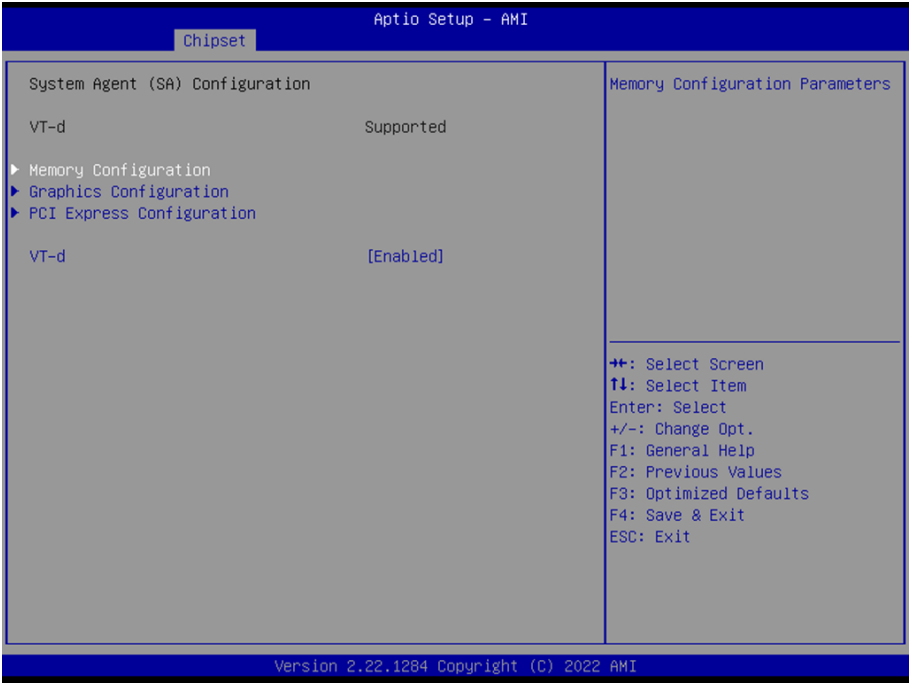 Aptio Setup – AMI
Chipset
System Agent (SA) Configuration
VT-d Supported
Memory Configuration
Graphics Configuration
PCI Express Configuration
VT-d [Enabled]
Memory Configuration Parameters
→←: Select Screen
↑↓: Select Item
Enter: Select
+/-: Change Opt.
F1: General Help
F2: Previous Values
F3: Optimized Defaults
F4: Save & Exit
ESC: Exit
Version 2.22.1284 Copyright (C) 2022 AMI